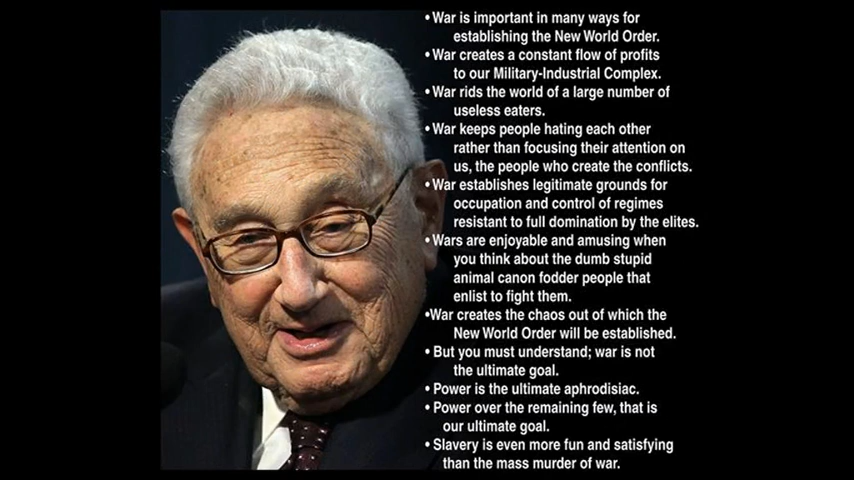 • War is important in many ways for
establishing the New World Order.
• War creates a constant flow of profits
to our Military-Industrial Complex.
• War rids the world of a large number of
useless eaters.
• War keeps people hating each other
rather than focusing their attention on
us, the people who create the conflicts.
• War establishes legitimate grounds for
occupation and control of regimes
resistant to full domination by the elites.
• Wars are enjoyable and amusing when
you think about the dumb stupid
animal canon fodder people that
enlist to fight them.
•War creates the chaos out of which the
New World Order will be established.
• But you must understand; war is not
the ultimate goal.
• Power is the ultimate aphrodisiac.
• Power over the remaining few, that is
our ultimate goal.
• Slavery is even more fun and satisfying
than the mass murder of war.